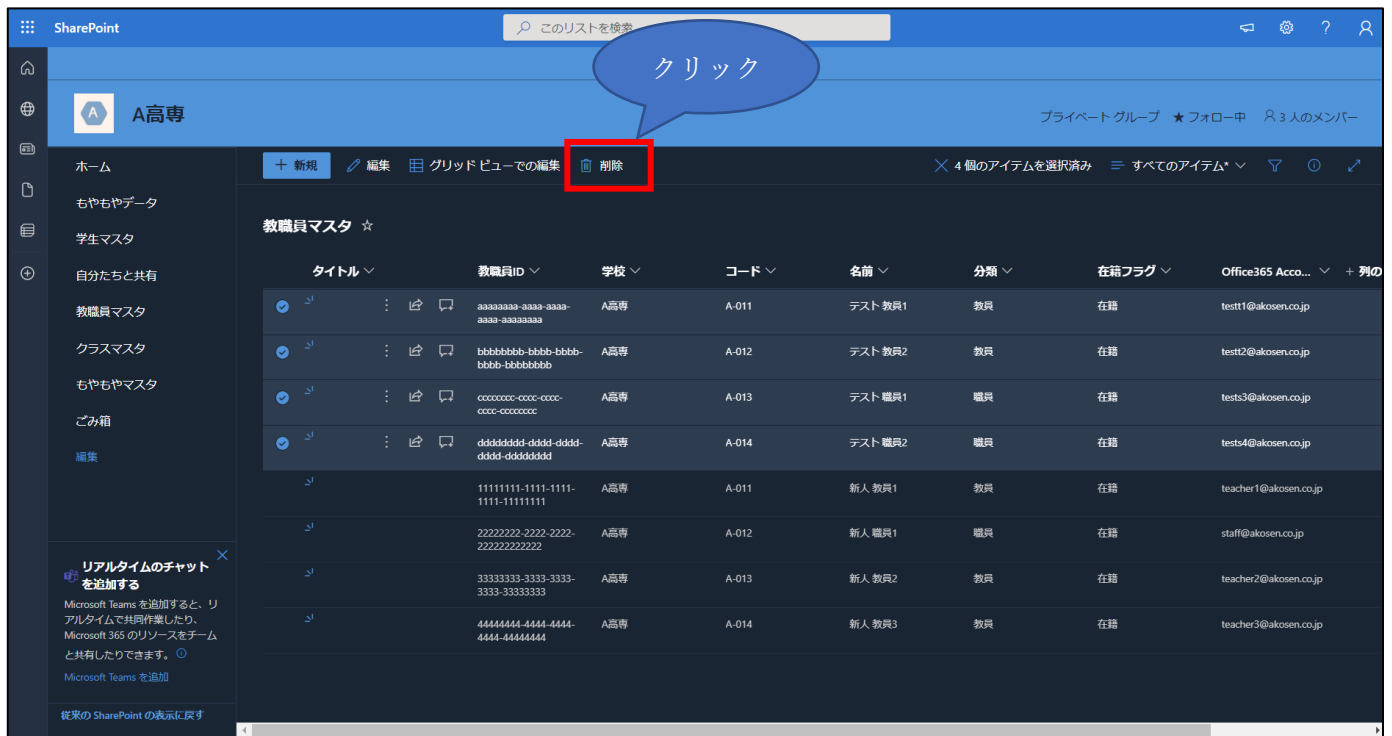 SharePoint
このリストを検索
クリック
A
A高専
プライベート グループ ★ フォロー中 3 人のメンバー
ホーム
もやもやデータ
学生マスタ
自分たちと共有
教職員マスタ
クラスマスタ
もやもやマスタ
ごみ箱
編集
+ 新規 編集 グリッド ビューでの編集 削除 4 個のアイテムを選択済み すべてのアイテム*
教職員マスタ ☆
タイトル 教職員ID 学校 コード 名前 分類 在籍フラグ Office365 Acco... + 列の
aaaaaaaa-aaaa-aaaa- A高専 A-011 テスト 教員1 教員 在籍 testt1@akosen.co.jp
aaaa-aaaaaaaa
bbbbbbbb-bbbb-bbbb- A高専 A-012 テスト 教員2 教員 在籍 testt2@akosen.co.jp
bbbb-bbbbbbbb
cccccccc-cccc-cccc- A高専 A-013 テスト 職員1 職員 在籍 tests3@akosen.co.jp
cccc-cccccccc
dddddddd-dddd-dddd- A高専 A-014 テスト 職員2 職員 在籍 tests4@akosen.co.jp
dddd-dddddddd
11111111-1111-1111- A高専 A-011 新人 教員1 教員 在籍 teacher1@akosen.co.jp
1111-11111111
22222222-2222-2222- A高専 A-012 新人 職員1 職員 在籍 staff@akosen.co.jp
222222222222
33333333-3333-3333- A高専 A-013 新人 教員2 教員 在籍 teacher2@akosen.co.jp
3333-33333333
44444444-4444-4444- A高専 A-014 新人 教員3 教員 在籍 teacher3@akosen.co.jp
4444-44444444
リアルタイムのチャット
を追加する
Microsoft Teams を追加すると、リ
アルタイムで共同作業したり、
Microsoft 365 のリソースをチーム
と共有したりできます。
Microsoft Teams を追加
従来の SharePoint の表示に戻す